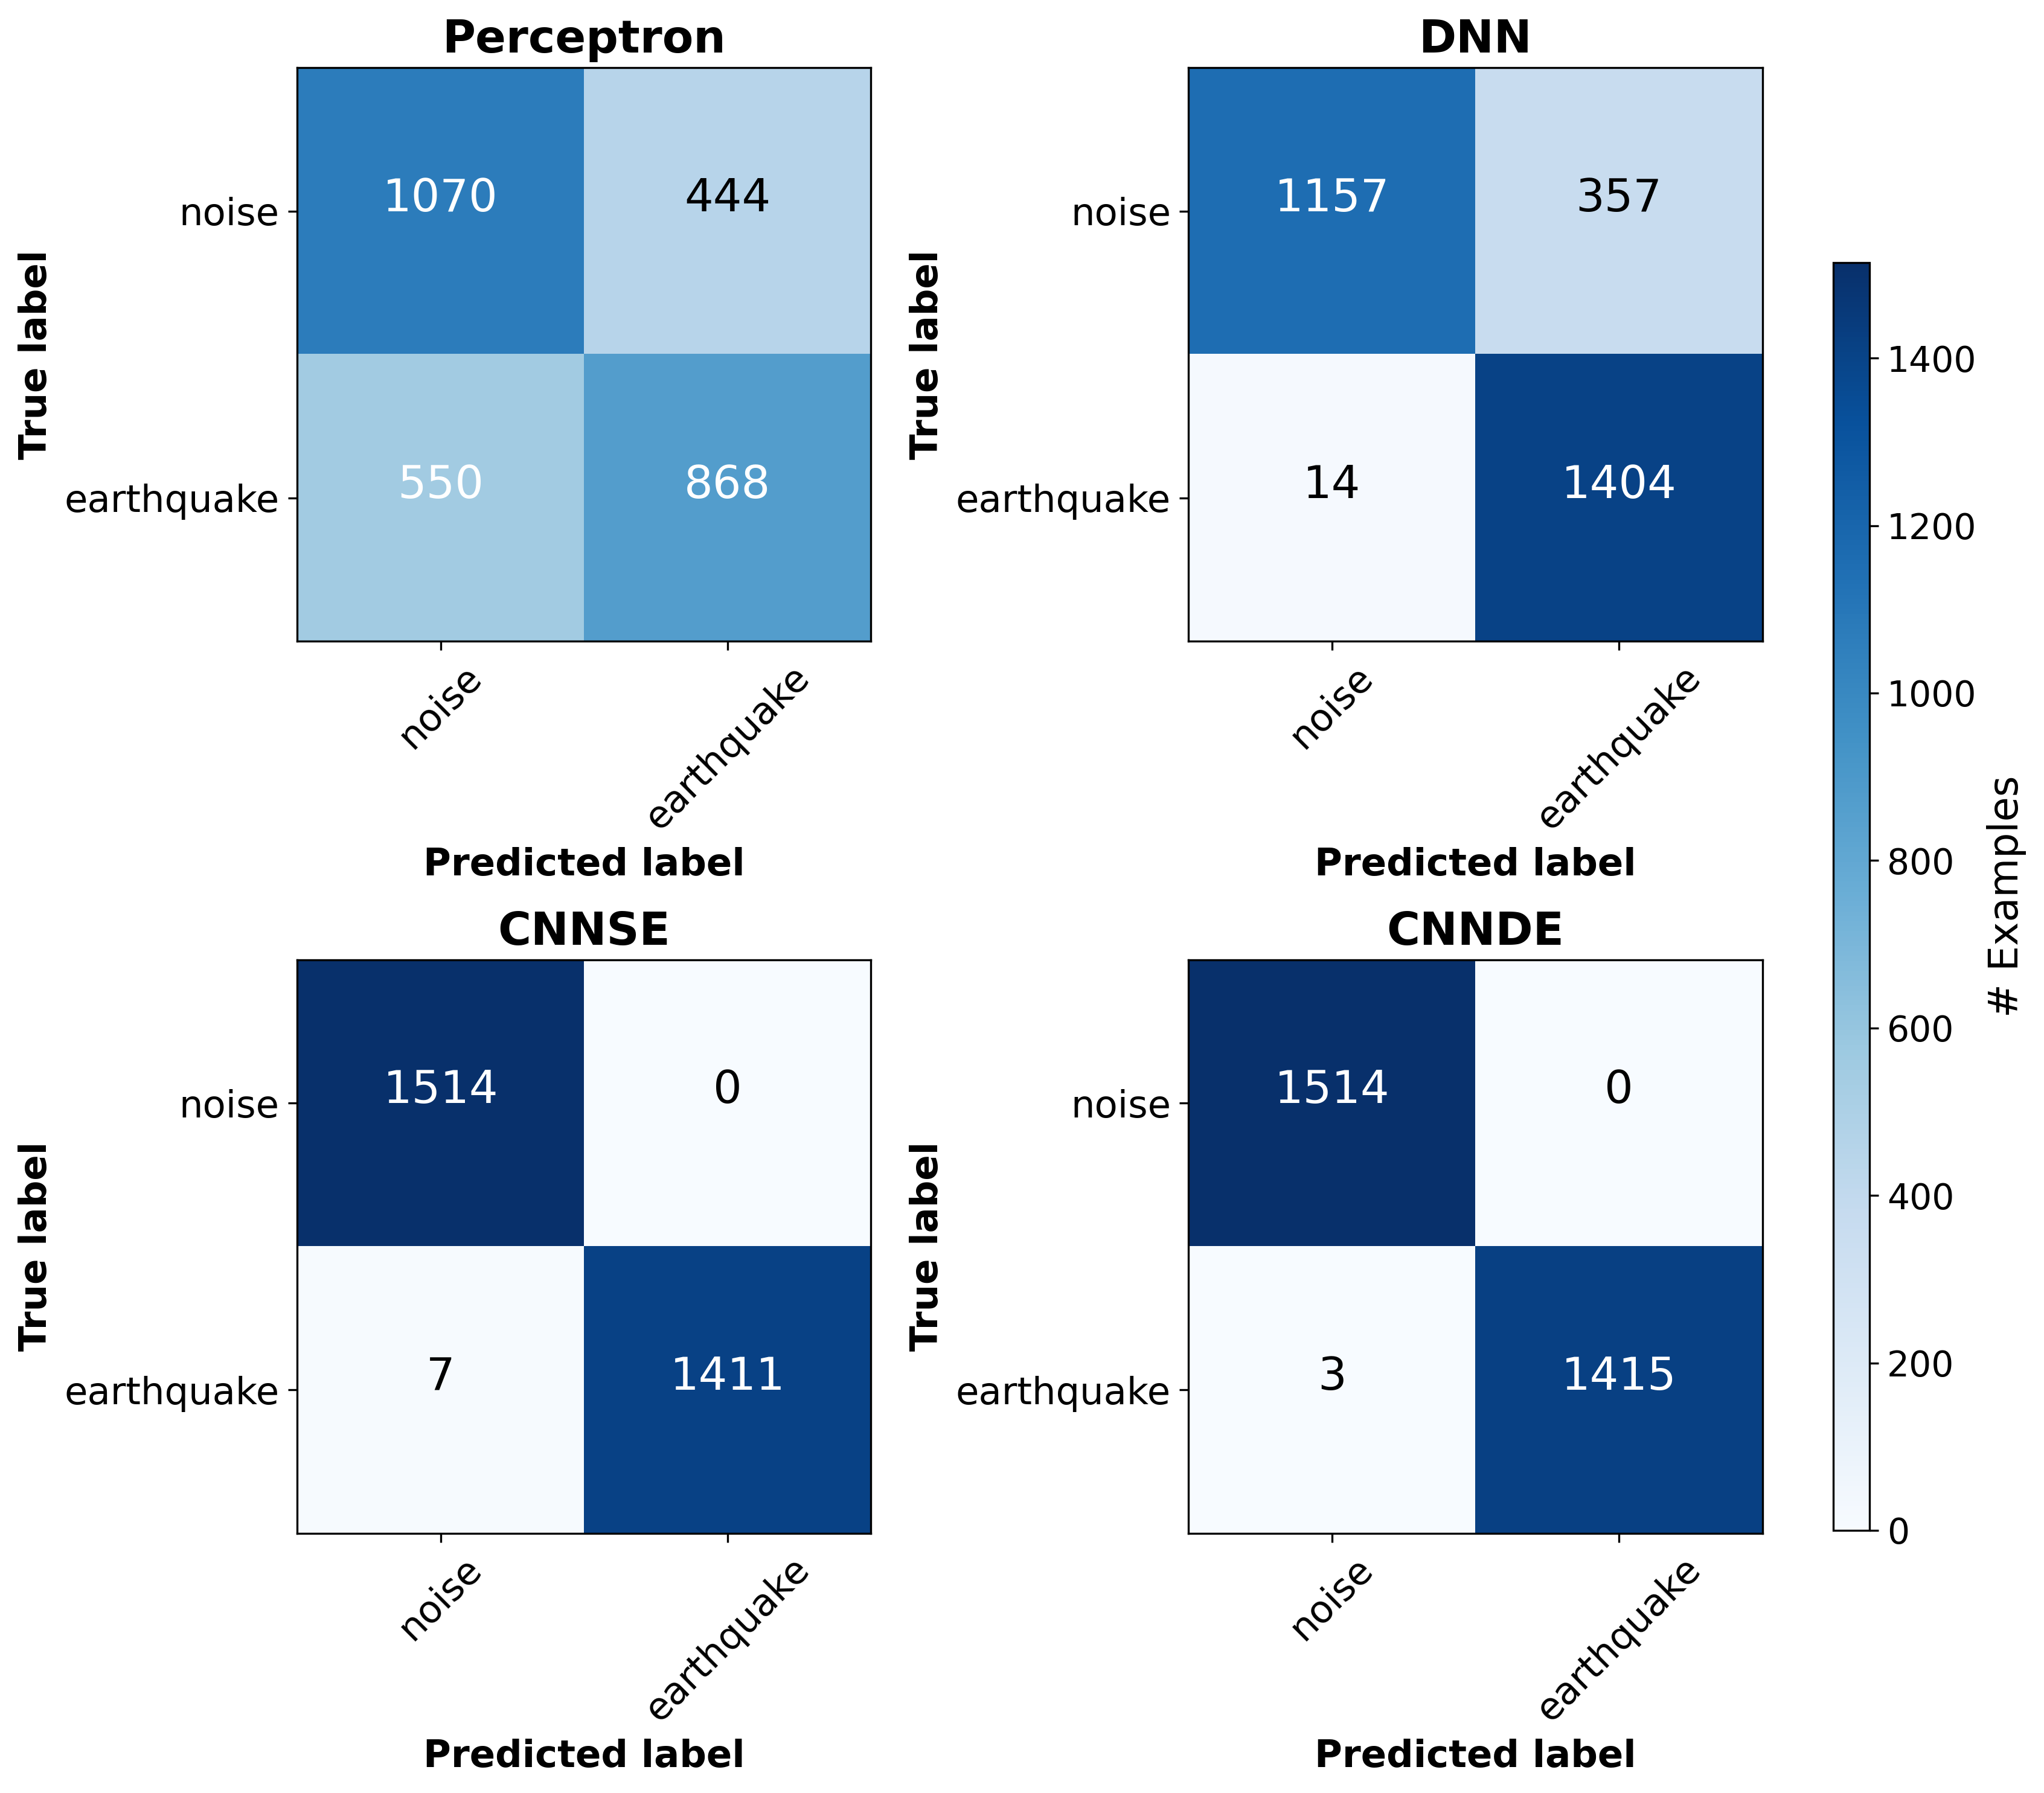 Perceptron
True label
noise
earthquake
1070 444
550 868
noise
earthquake
Predicted label
DNN
True label
noise
earthquake
1157 357
14 1404
noise
earthquake
Predicted label
CNNSE
True label
noise
earthquake
1514 0
7 1411
noise
earthquake
Predicted label
CNNDE
True label
noise
earthquake
1514 0
3 1415
noise
earthquake
Predicted label
1400
1200
1000
800
600
400
200
0
# Examples